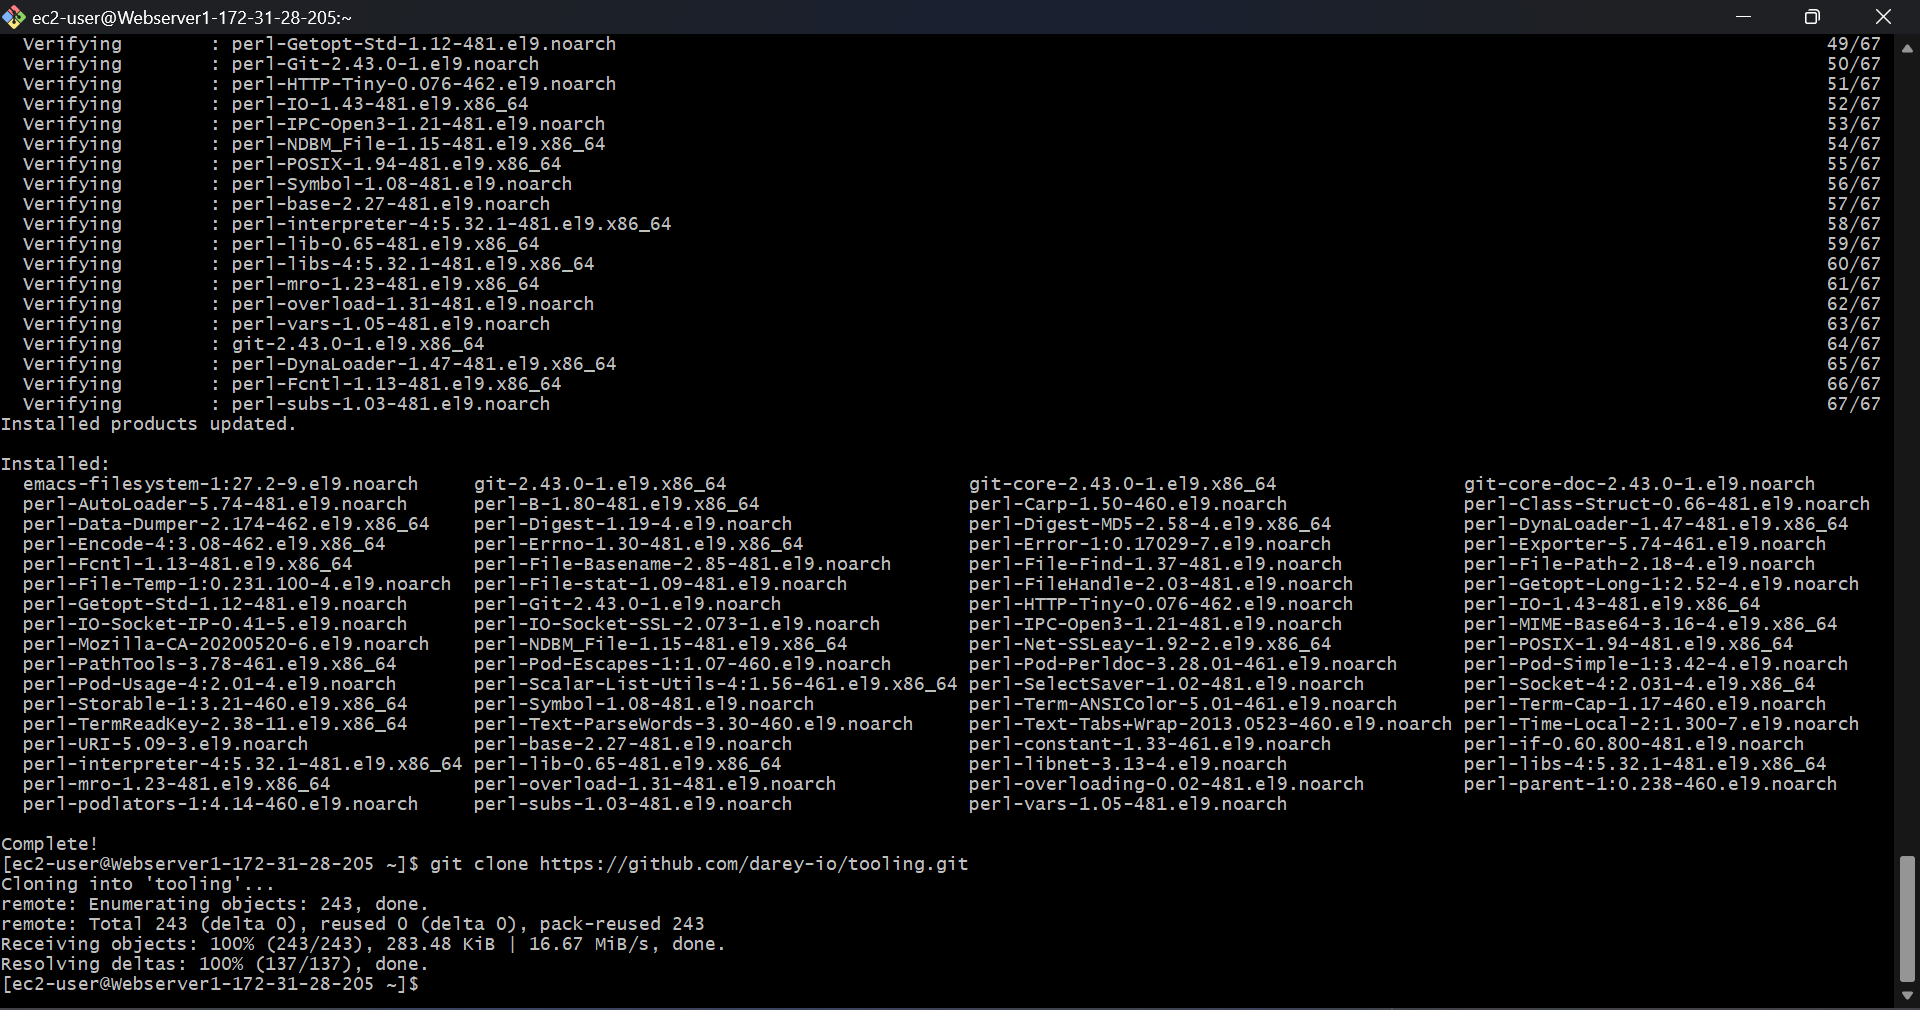 ec2-user@Webserver1-172-31-28-205:~
  Verifying        : perl-Getopt-Std-1.12-481.el9.noarch 49/67
  Verifying        : perl-Git-2.43.0-1.el9.noarch 50/67
  Verifying        : perl-HTTP-Tiny-0.076-462.el9.noarch 51/67
  Verifying        : perl-IO-1.43-481.el9.x86_64 52/67
  Verifying        : perl-IPC-Open3-1.21-481.el9.noarch 53/67
  Verifying        : perl-NDBM_File-1.15-481.el9.x86_64 54/67
  Verifying        : perl-POSIX-1.94-481.el9.x86_64 55/67
  Verifying        : perl-Symbol-1.08-481.el9.noarch 56/67
  Verifying        : perl-base-2.27-481.el9.noarch 57/67
  Verifying        : perl-interpreter-4:5.32.1-481.el9.x86_64 58/67
  Verifying        : perl-lib-0.65-481.el9.x86_64 59/67
  Verifying        : perl-libs-4:5.32.1-481.el9.x86_64 60/67
  Verifying        : perl-mro-1.23-481.el9.x86_64 61/67
  Verifying        : perl-overload-1.31-481.el9.noarch 62/67
  Verifying        : perl-vars-1.05-481.el9.noarch 63/67
  Verifying        : git-2.43.0-1.el9.x86_64 64/67
  Verifying        : perl-DynaLoader-1.47-481.el9.x86_64 65/67
  Verifying        : perl-Fcntl-1.13-481.el9.x86_64 66/67
  Verifying        : perl-subs-1.03-481.el9.noarch 67/67
Installed products updated.

Installed:
  emacs-filesystem-1:27.2-9.el9.noarch git-2.43.0-1.el9.x86_64 git-core-2.43.0-1.el9.x86_64 git-core-doc-2.43.0-1.el9.noarch
  perl-AutoLoader-5.74-481.el9.noarch perl-B-1.80-481.el9.x86_64 perl-Carp-1.50-460.el9.noarch perl-Class-Struct-0.66-481.el9.noarch
  perl-Data-Dumper-2.174-462.el9.x86_64 perl-Digest-1.19-4.el9.noarch perl-Digest-MD5-2.58-4.el9.x86_64 perl-DynaLoader-1.47-481.el9.x86_64
  perl-Encode-4:3.08-462.el9.x86_64 perl-Errno-1.30-481.el9.x86_64 perl-Error-1:0.17029-7.el9.noarch perl-Exporter-5.74-461.el9.noarch
  perl-Fcntl-1.13-481.el9.x86_64 perl-File-Basename-2.85-481.el9.noarch perl-File-Find-1.37-481.el9.noarch perl-File-Path-2.18-4.el9.noarch
  perl-File-Temp-1:0.231.100-4.el9.noarch perl-File-stat-1.09-481.el9.noarch perl-FileHandle-2.03-481.el9.noarch perl-Getopt-Long-1:2.52-4.el9.noarch
  perl-Getopt-Std-1.12-481.el9.noarch perl-Git-2.43.0-1.el9.noarch perl-HTTP-Tiny-0.076-462.el9.noarch perl-IO-1.43-481.el9.x86_64
  perl-IO-Socket-IP-0.41-5.el9.noarch perl-IO-Socket-SSL-2.073-1.el9.noarch perl-IPC-Open3-1.21-481.el9.noarch perl-MIME-Base64-3.16-4.el9.x86_64
  perl-Mozilla-CA-20200520-6.el9.noarch perl-NDBM_File-1.15-481.el9.x86_64 perl-Net-SSLeay-1.92-2.el9.x86_64 perl-POSIX-1.94-481.el9.x86_64
  perl-PathTools-3.78-461.el9.x86_64 perl-Pod-Escapes-1:1.07-460.el9.noarch perl-Pod-Perldoc-3.28.01-461.el9.noarch perl-Pod-Simple-1:3.42-4.el9.noarch
  perl-Pod-Usage-4:2.01-4.el9.noarch perl-Scalar-List-Utils-4:1.56-461.el9.x86_64 perl-SelectSaver-1.02-481.el9.noarch perl-Socket-4:2.031-4.el9.x86_64
  perl-Storable-1:3.21-460.el9.x86_64 perl-Symbol-1.08-481.el9.noarch perl-Term-ANSIColor-5.01-461.el9.noarch perl-Term-Cap-1.17-460.el9.noarch
  perl-TermReadKey-2.38-11.el9.x86_64 perl-Text-ParseWords-3.30-460.el9.noarch perl-Text-Tabs+Wrap-2013.0523-460.el9.noarch perl-Time-Local-2:1.300-7.el9.noarch
  perl-URI-5.09-3.el9.noarch perl-base-2.27-481.el9.noarch perl-constant-1.33-461.el9.noarch perl-if-0.60.800-481.el9.noarch
  perl-interpreter-4:5.32.1-481.el9.x86_64 perl-lib-0.65-481.el9.x86_64 perl-libnet-3.13-4.el9.noarch perl-libs-4:5.32.1-481.el9.x86_64
  perl-mro-1.23-481.el9.x86_64 perl-overload-1.31-481.el9.noarch perl-overloading-0.02-481.el9.noarch perl-parent-1:0.238-460.el9.noarch
  perl-podlators-1:4.14-460.el9.noarch perl-subs-1.03-481.el9.noarch perl-vars-1.05-481.el9.noarch

Complete!
[ec2-user@Webserver1-172-31-28-205 ~]$ git clone https://github.com/darey-io/tooling.git
Cloning into 'tooling'...
remote: Enumerating objects: 243, done.
remote: Total 243 (delta 0), reused 0 (delta 0), pack-reused 243
Receiving objects: 100% (243/243), 283.48 KiB | 16.67 MiB/s, done.
Resolving deltas: 100% (137/137), done.
[ec2-user@Webserver1-172-31-28-205 ~]$